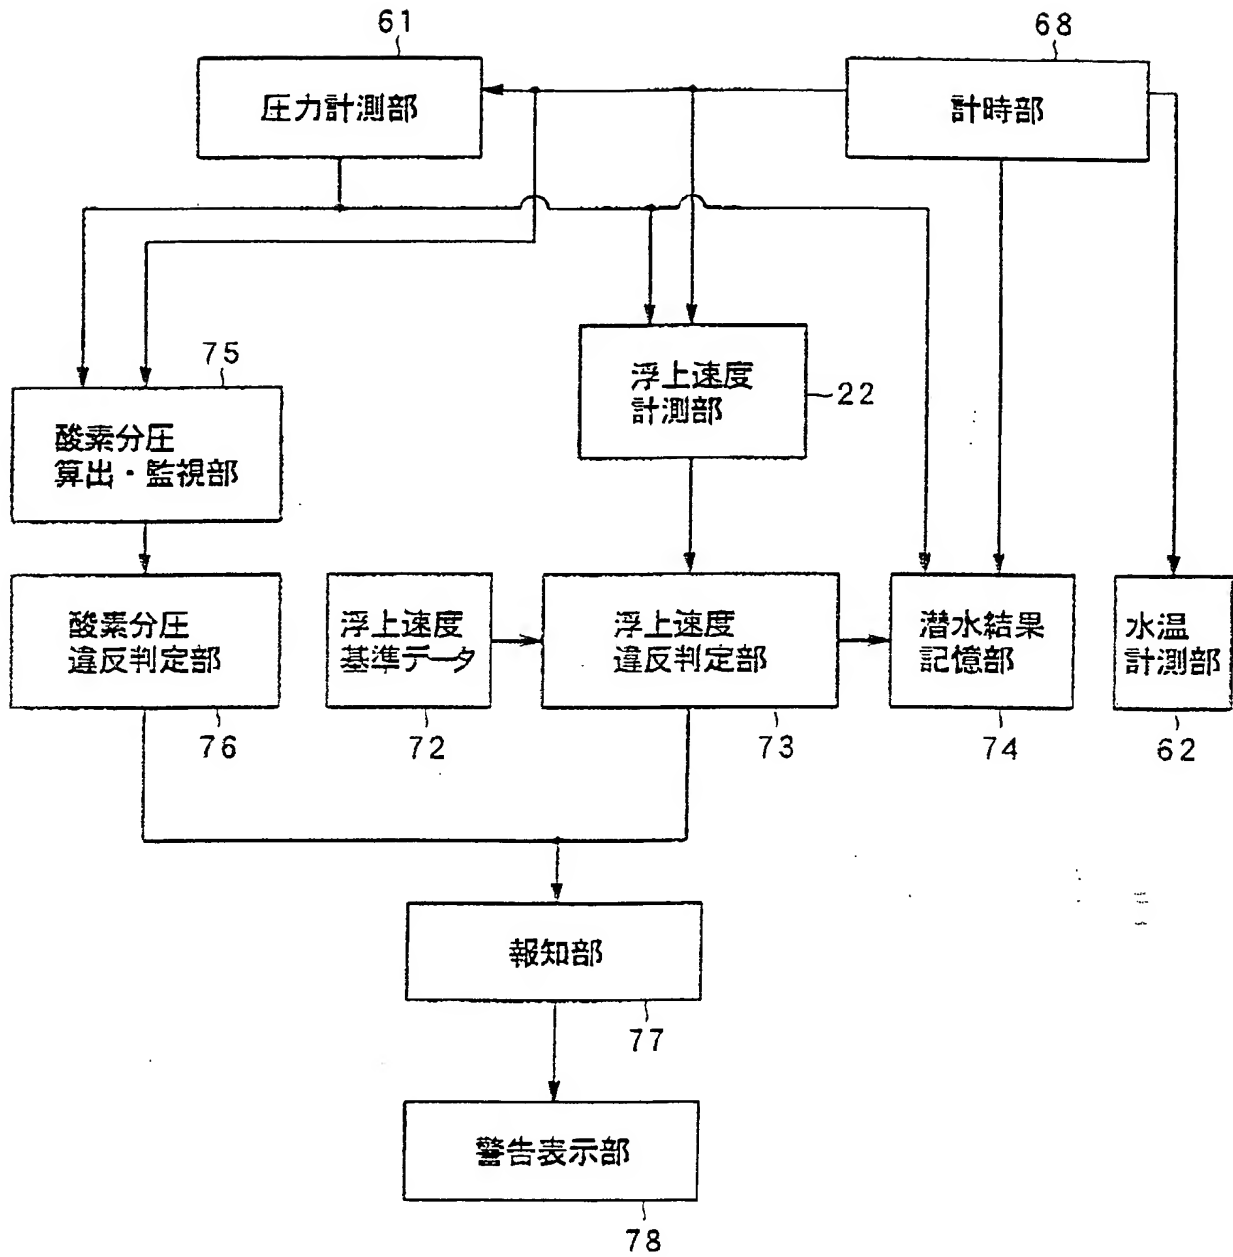 61
圧力計測部
68
計時部
75
酸素分圧
算出・監視部
浮上速度
計測部
22
酸素分圧
違反判定部
76
浮上速度
基準データ
72
浮上速度
違反判定部
73
潜水結果
記憶部
74
水温
計測部
62
報知部
77
警告表示部
78